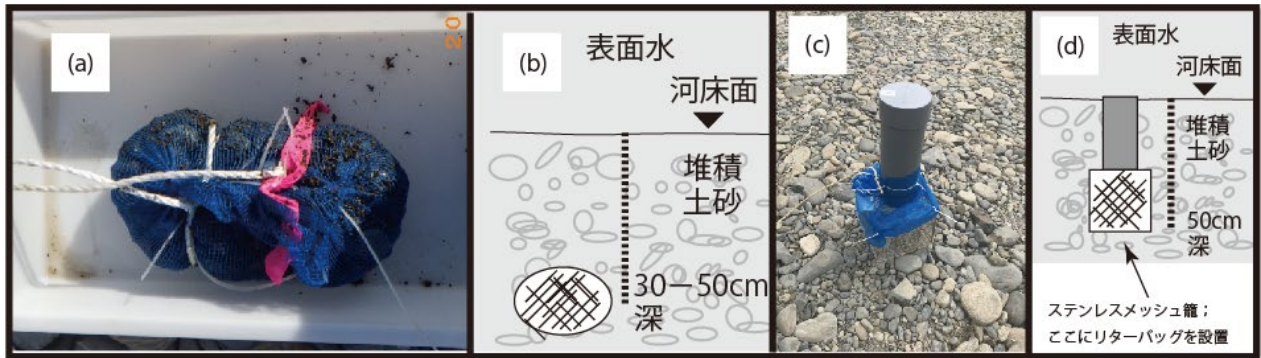 (a)
20
(b)
表面水
河床面
堆積
土砂
30－50cm
深
(c)
(d)
表面水
河床面
堆積
土砂
50cm
深
ステンレスメッシュ籠；
ここにリターバッグを設置